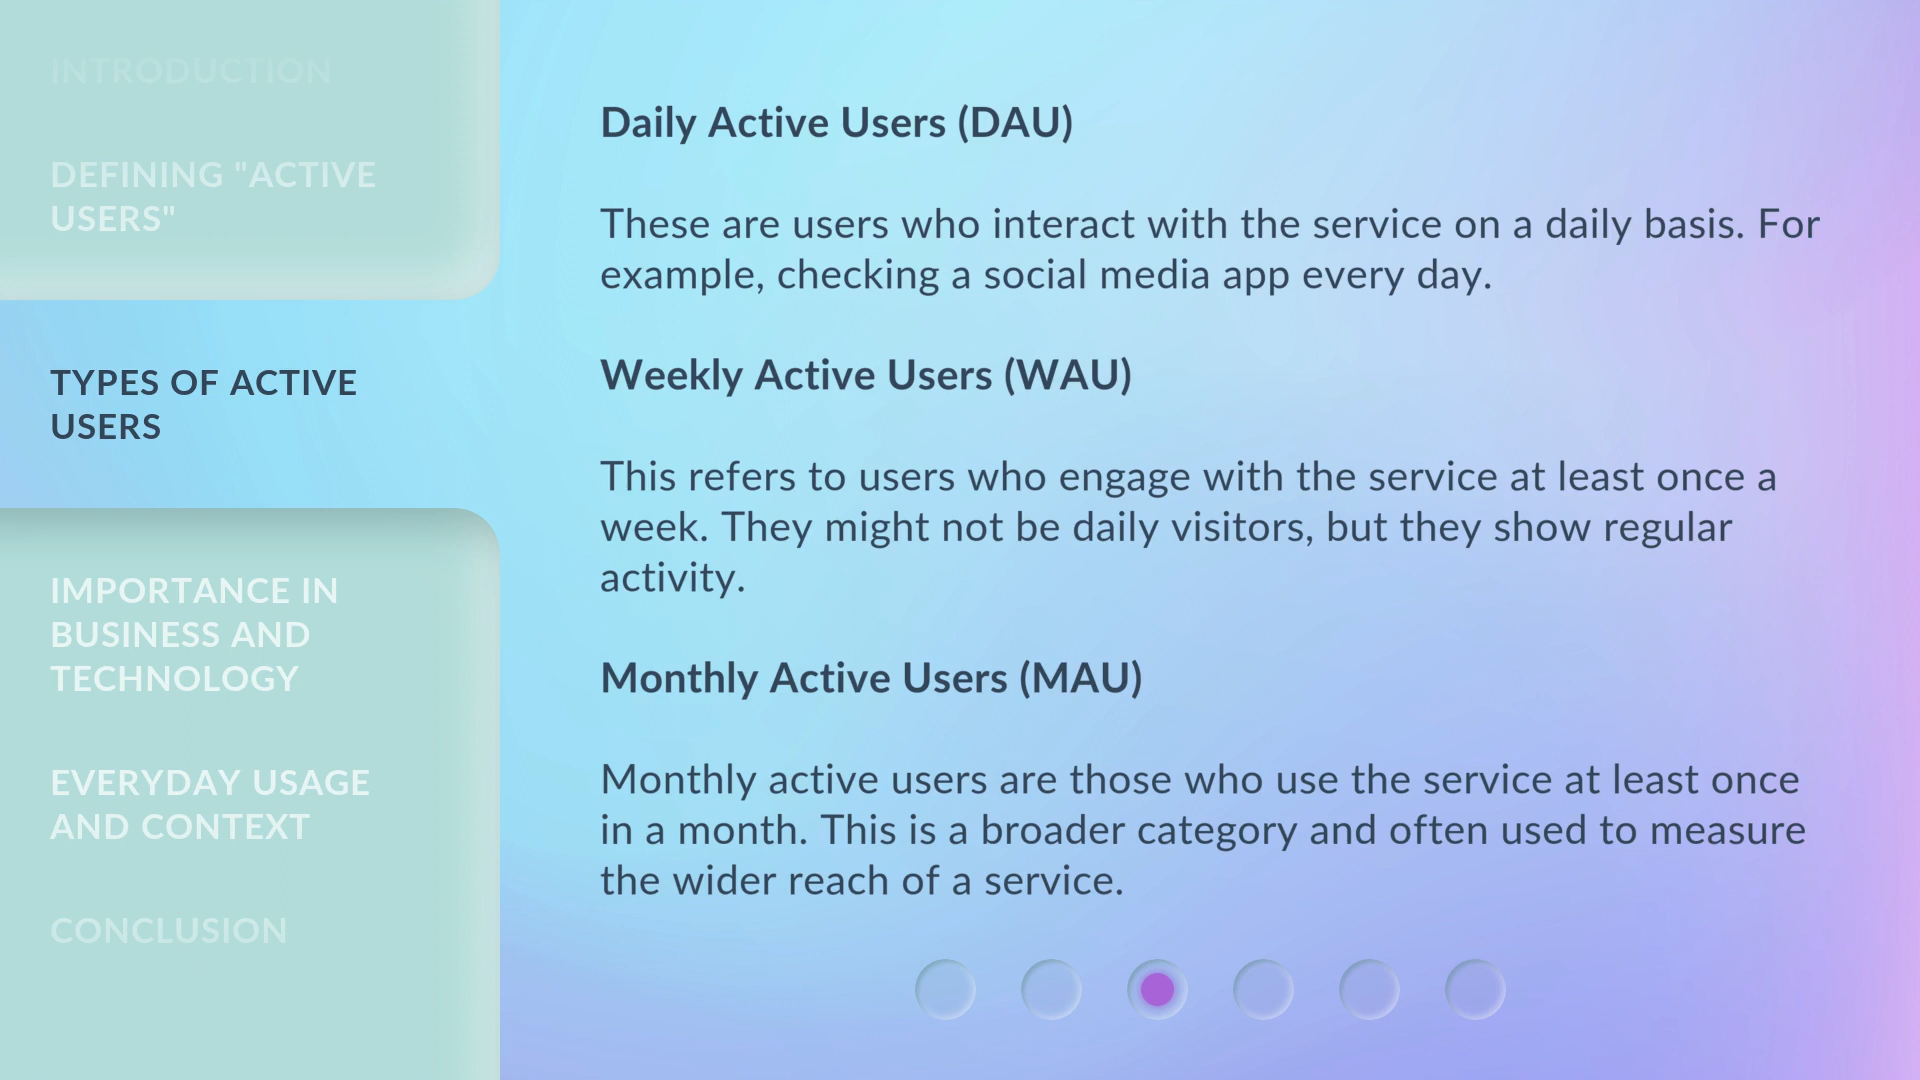 INTRODUCTION
DEFINING "ACTIVE
USERS"
TYPES OF ACTIVE
USERS
IMPORTANCE IN
BUSINESS AND
TECHNOLOGY
EVERYDAY USAGE
AND CONTEXT
CONCLUSION
Daily Active Users (DAU)
These are users who interact with the service on a daily basis. For
example, checking a social media app every day.
Weekly Active Users (WAU)
This refers to users who engage with the service at least once a
week. They might not be daily visitors, but they show regular
activity.
Monthly Active Users (MAU)
Monthly active users are those who use the service at least once
in a month. This is a broader category and often used to measure
the wider reach of a service.